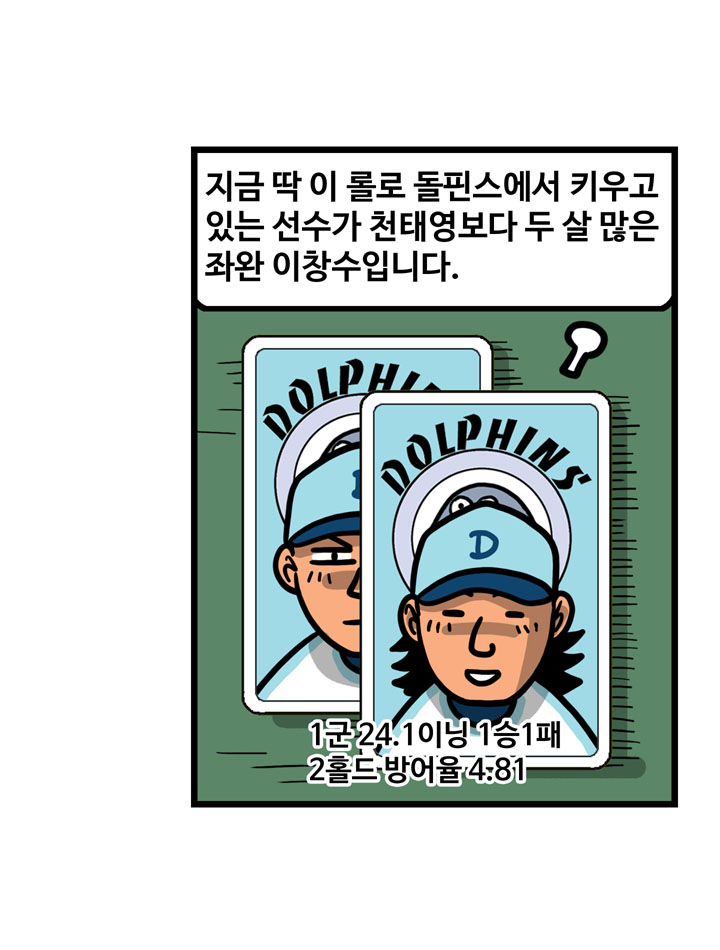 지금 딱 이 롤로 돌핀스에서 키우고
있는 선수가 천태영보다 두 살 많은
좌완 이창수입니다.
DOLPHINS
DOLPHINS
D
D
1군 24.1이닝 1승1패
2홀드 방어율 4.81